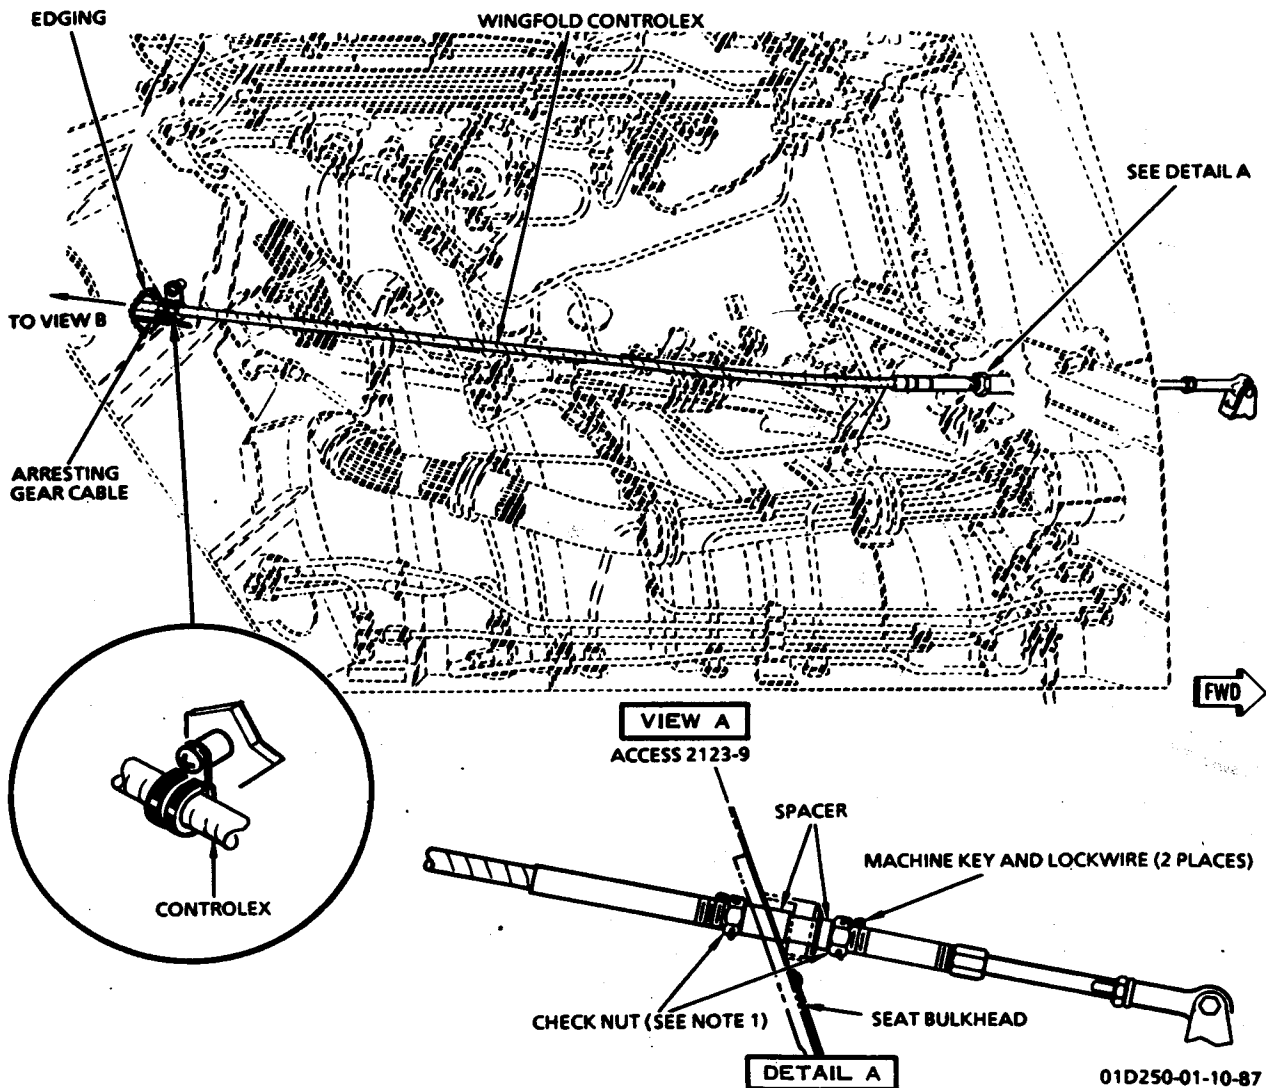 EDGING
WINGFOLD CONTROLEX
SEE DETAIL A
TO VIEW B
ARRESTING
GEAR CABLE
FWD
VIEW A
ACCESS 2123-9
SPACER
MACHINE KEY AND LOCKWIRE (2 PLACES)
CONTROLEX
CHECK NUT (SEE NOTE 1)
SEAT BULKHEAD
DETAIL A
01D250-01-10-87